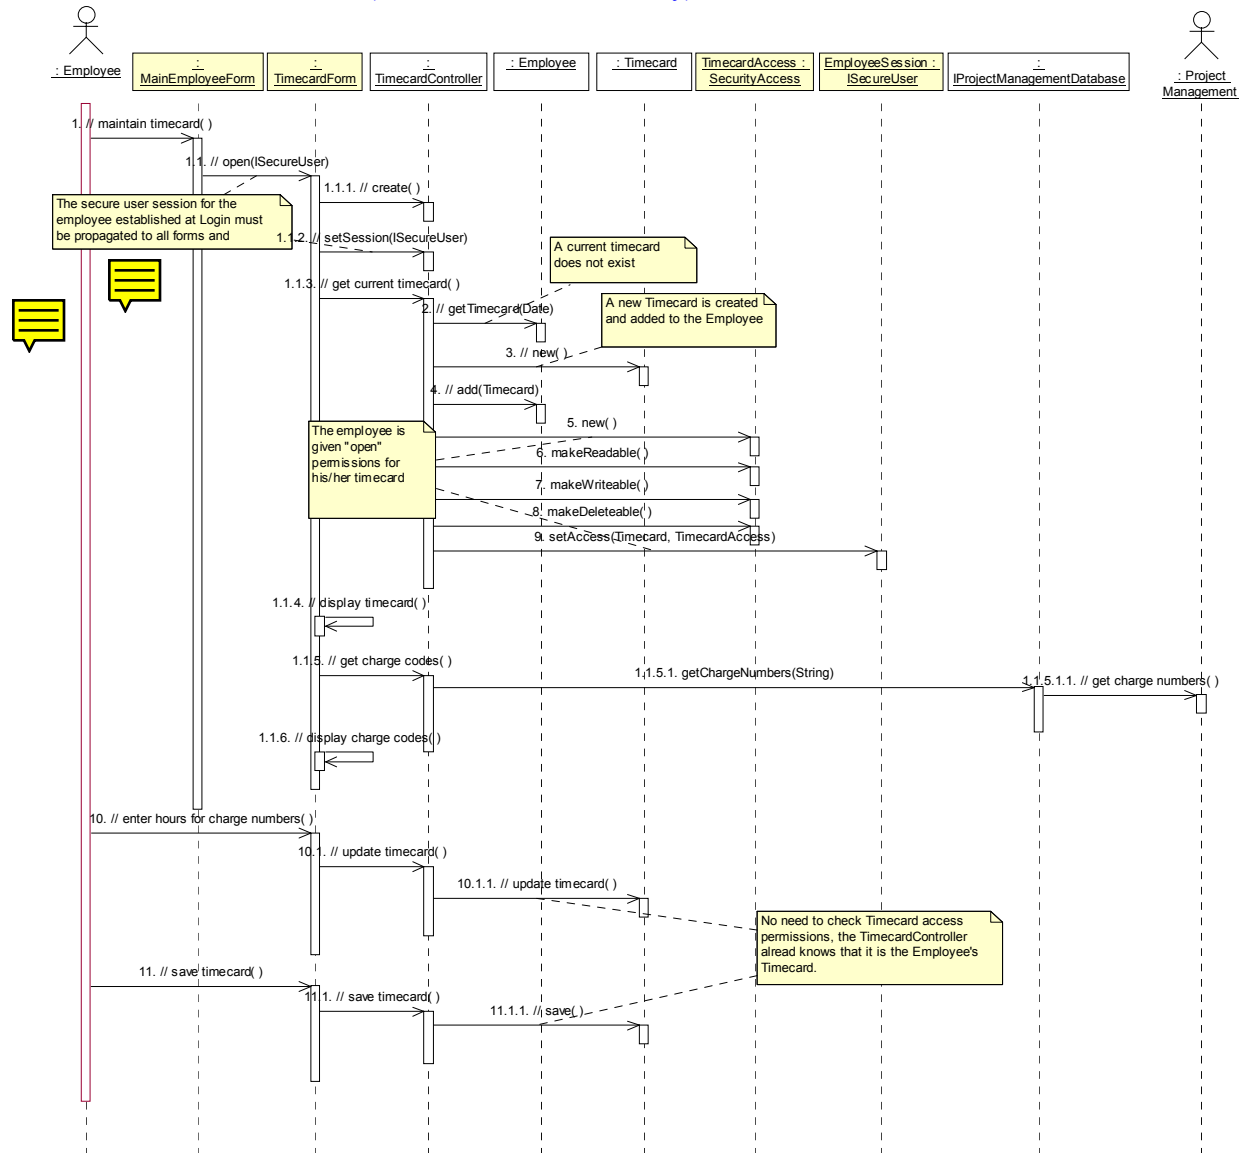 : Employee
:
MainEmployeeForm
:
TimecardForm
:
TimecardController
: Employee
: Timecard
TimecardAccess :
SecurityAccess
EmployeeSession :
ISecureUser
:
IProjectManagementDatabase
: Project
Management
1. // maintain timecard( )
1.1. // open(ISecureUser)
1.1.1. // create( )
The secure user session for the
employee established at Login must
be propagated to all forms and
1.1.2. // setSession(ISecureUser)
A current timecard
does not exist
1.1.3. // get current timecard( )
A new Timecard is created
and added to the Employee
2. // getTimecard(Date)
3. // new( )
4. // add(Timecard)
The employee is
given "open"
permissions for
his/her timecard
5. new( )
6. makeReadable( )
7. makeWriteable( )
8. makeDeleteable( )
9. setAccess(Timecard, TimecardAccess)
1.1.4. // display timecard( )
1.1.5. // get charge codes( )
1.1.5.1. getChargeNumbers(String)
1.1.5.1.1. // get charge numbers( )
1.1.6. // display charge codes( )
10. // enter hours for charge numbers( )
10.1. // update timecard( )
10.1.1. // update timecard( )
No need to check Timecard access
permissions, the TimecardController
alread knows that it is the Employee's
Timecard.
11. // save timecard( )
11.1. // save timecard( )
11.1.1. // save( )